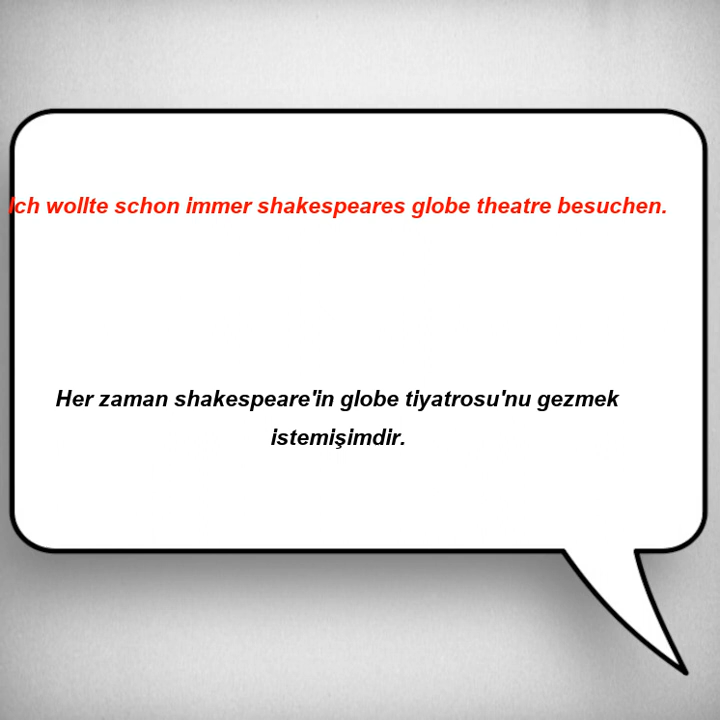 Ich wollte schon immer shakespeares globe theatre besuchen.
Her zaman shakespeare'in globe tiyatrosu'nu gezmek
istemişimdir.